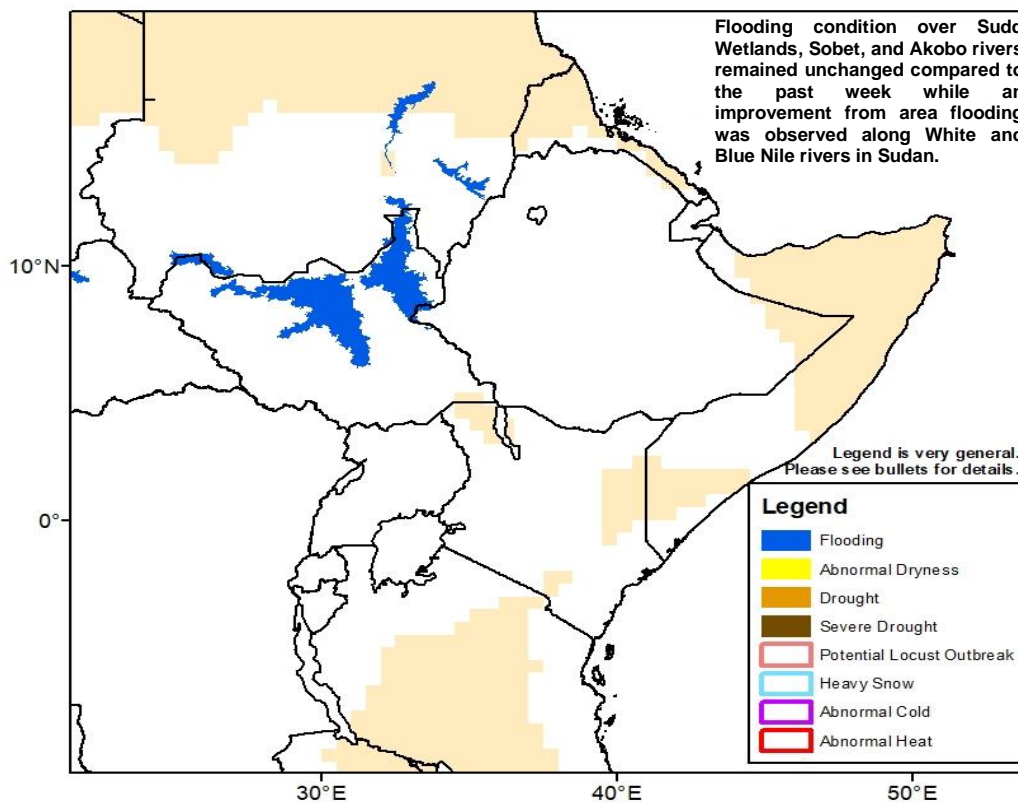 Flooding condition over Sudd
Wetlands, Sobet, and Akobo rivers
remained unchanged compared to
the past week while an
improvement from area flooding
was observed along White and
Blue Nile rivers in Sudan.
10°N
0°
Legend is very general.
Please see bullets for details.
Legend
Flooding
Abnormal Dryness
Drought
Severe Drought
Potential Locust Outbreak
Heavy Snow
Abnormal Cold
Abnormal Heat
30°E
40°E
50°E